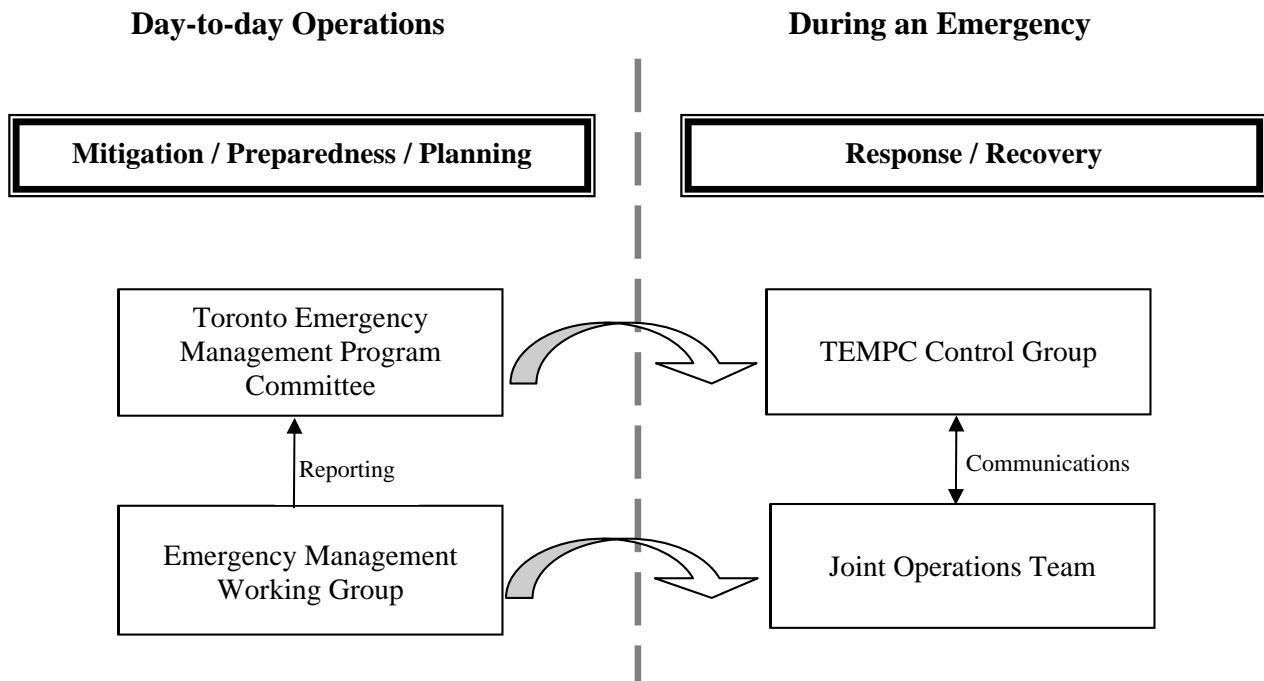 Day-to-day Operations
During an Emergency
Mitigation / Preparedness / Planning
Response / Recovery
Toronto Emergency
Management Program
Committee
TEMPC Control Group
Reporting
Communications
Emergency Management
Working Group
Joint Operations Team